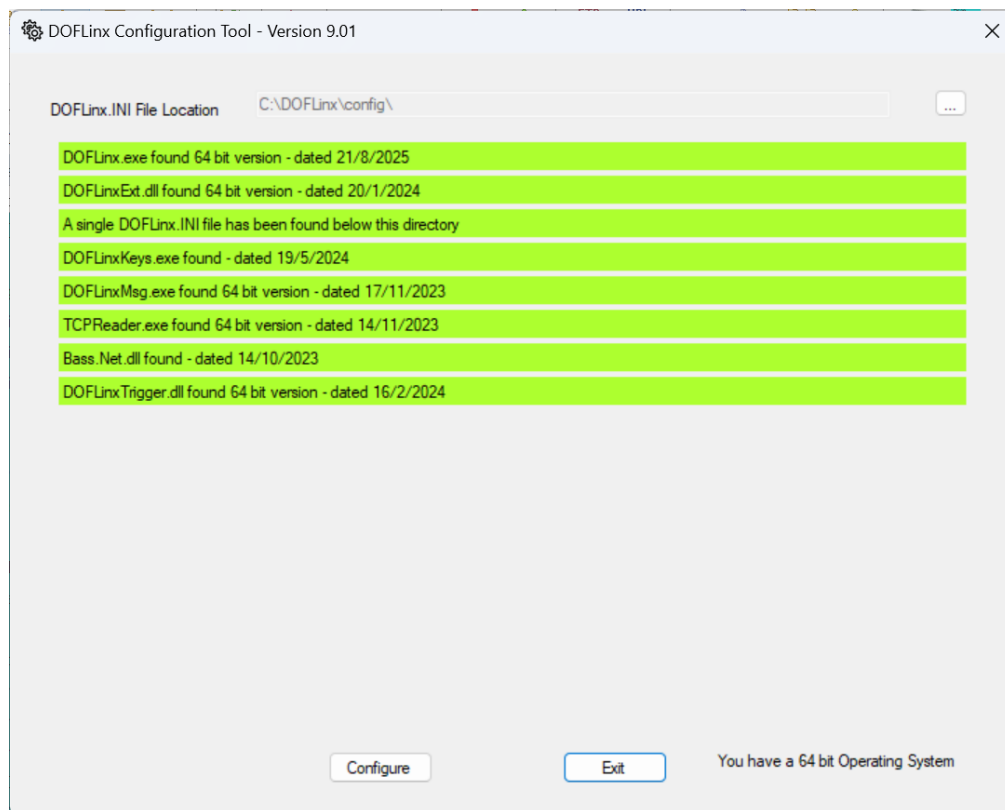 DOFLinx Configuration Tool - Version 9.01
DOFLinx.INI File Location
C:\DOFLinx\config\
...
DOFLinx.exe found 64 bit version - dated 21/8/2025
DOFLinxExt.dll found 64 bit version - dated 20/1/2024
A single DOFLinx.INI file has been found below this directory
DOFLinxKeys.exe found - dated 19/5/2024
DOFLinxMsg.exe found 64 bit version - dated 17/11/2023
TCPReader.exe found 64 bit version - dated 14/11/2023
Bass.Net.dll found - dated 14/10/2023
DOFLinxTrigger.dll found 64 bit version - dated 16/2/2024
Configure
Exit
You have a 64 bit Operating System